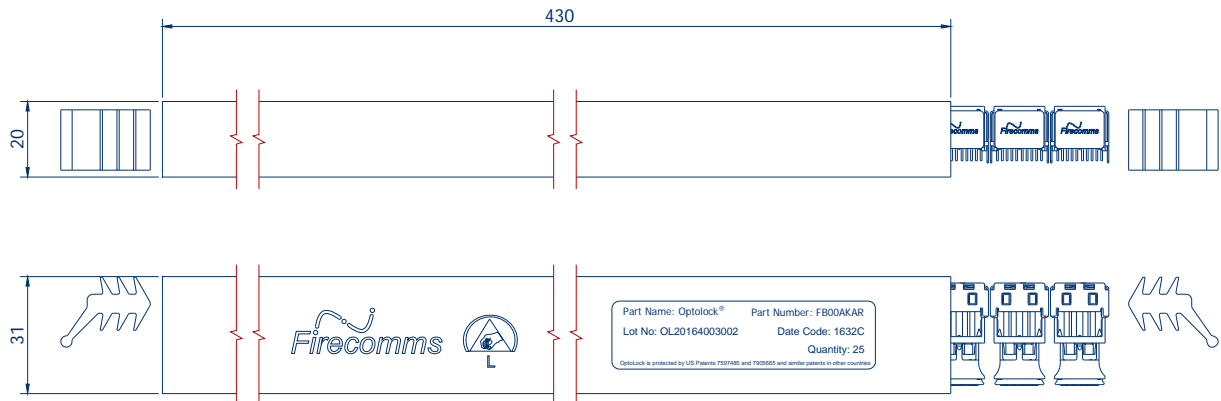 430
20
Firecomms Firecomms
31
Firecomms
L
Part Name: Optolock® Part Number: FB00AKAR
Lot No: OL20164003002 Date Code: 1632C
Quantity: 25
OptoLock is protected by US Patents 7597485 and 7905665 and similar patents in other countries